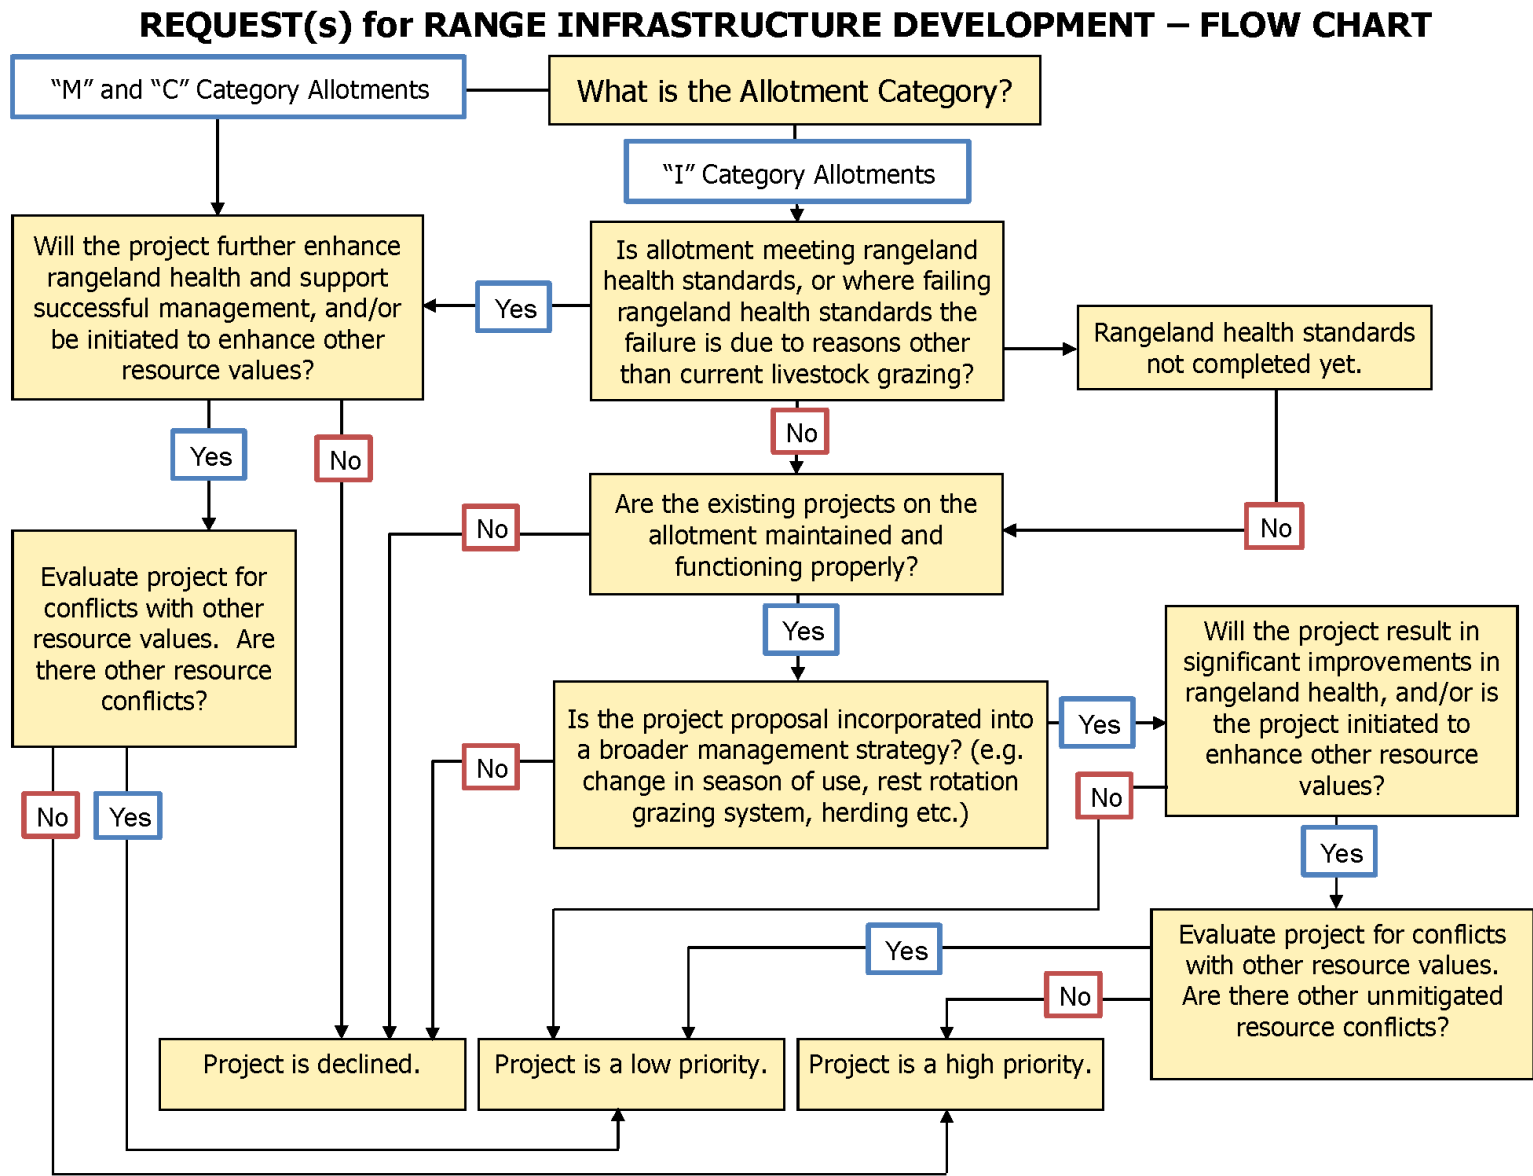 REQUEST(s) for RANGE INFRASTRUCTURE DEVELOPMENT – FLOW CHART
“M” and “C” Category Allotments
What is the Allotment Category?
“I” Category Allotments
Will the project further enhance
rangeland health and support
successful management, and/or
be initiated to enhance other
resource values?
Yes
Is allotment meeting rangeland
health standards, or where failing
rangeland health standards the
failure is due to reasons other
than current livestock grazing?
Rangeland health standards
not completed yet.
Yes
No
No
Are the existing projects on the
allotment maintained and
functioning properly?
No
No
Evaluate project for
conflicts with other
resource values.  Are
there other resource
conflicts?
Yes
Is the project proposal incorporated into
a broader management strategy? (e.g.
change in season of use, rest rotation
grazing system, herding etc.)
No
Yes
Will the project result in
significant improvements in
rangeland health, and/or is
the project initiated to
enhance other resource
values?
No
Yes
No
Yes
Evaluate project for conflicts
with other resource values.
Are there other unmitigated
resource conflicts?
Yes
No
Project is declined.
Project is a low priority.
Project is a high priority.